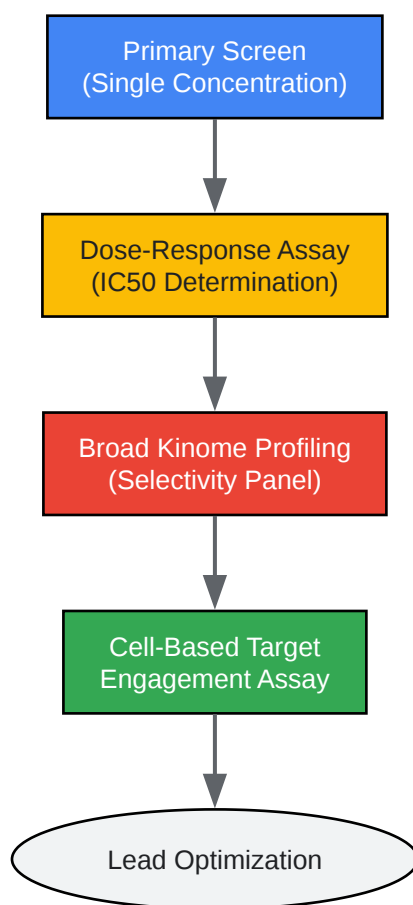 Primary Screen
(Single Concentration)
Dose-Response Assay
(IC50 Determination)
Broad Kinome Profiling
(Selectivity Panel)
Cell-Based Target
Engagement Assay
Lead Optimization